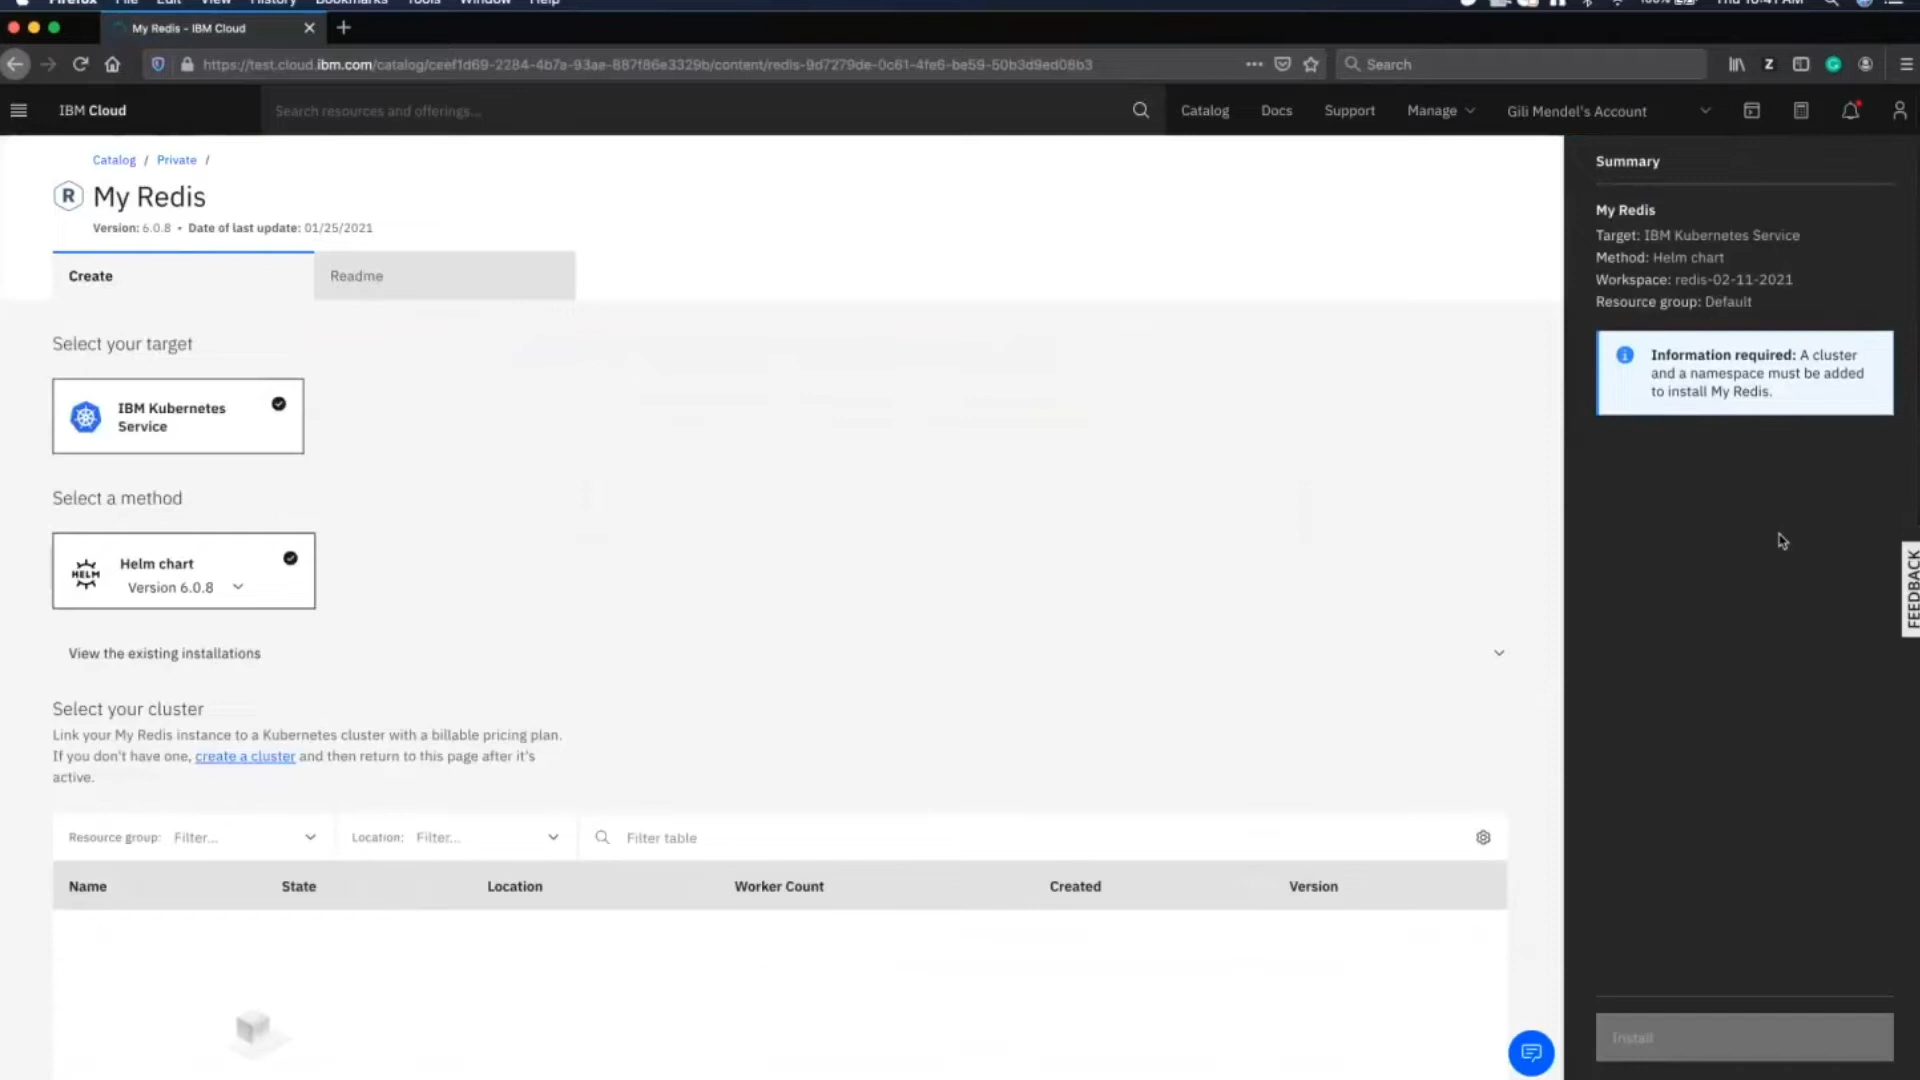 Firefox File Edit View History Bookmarks Tools Window Help
My Redis - IBM Cloud
https://test.cloud.ibm.com/catalog/ceef1d69-2284-4b7a-93ae-887f86e3329b/content/redis-9d7279de-0c61-4fe6-be59-50b3d9ed08b3
Search
IBM Cloud
Search resources and offerings...
Catalog
Docs
Support
Manage
Gili Mendel's Account
Catalog / Private /
R
My Redis
Version: 6.0.8 • Date of last update: 01/25/2021
Create
Readme
Select your target
IBM Kubernetes
Service
Select a method
HELM
Helm chart
Version 6.0.8
View the existing installations
Select your cluster
Link your My Redis instance to a Kubernetes cluster with a billable pricing plan.
If you don't have one, create a cluster and then return to this page after it's
active.
Resource group: Filter...
Location: Filter...
Filter table
Name
State
Location
Worker Count
Created
Version
Summary
My Redis
Target: IBM Kubernetes Service
Method: Helm chart
Workspace: redis-02-11-2021
Resource group: Default
Information required: A cluster
and a namespace must be added
to install My Redis.
FEEDBACK
Install